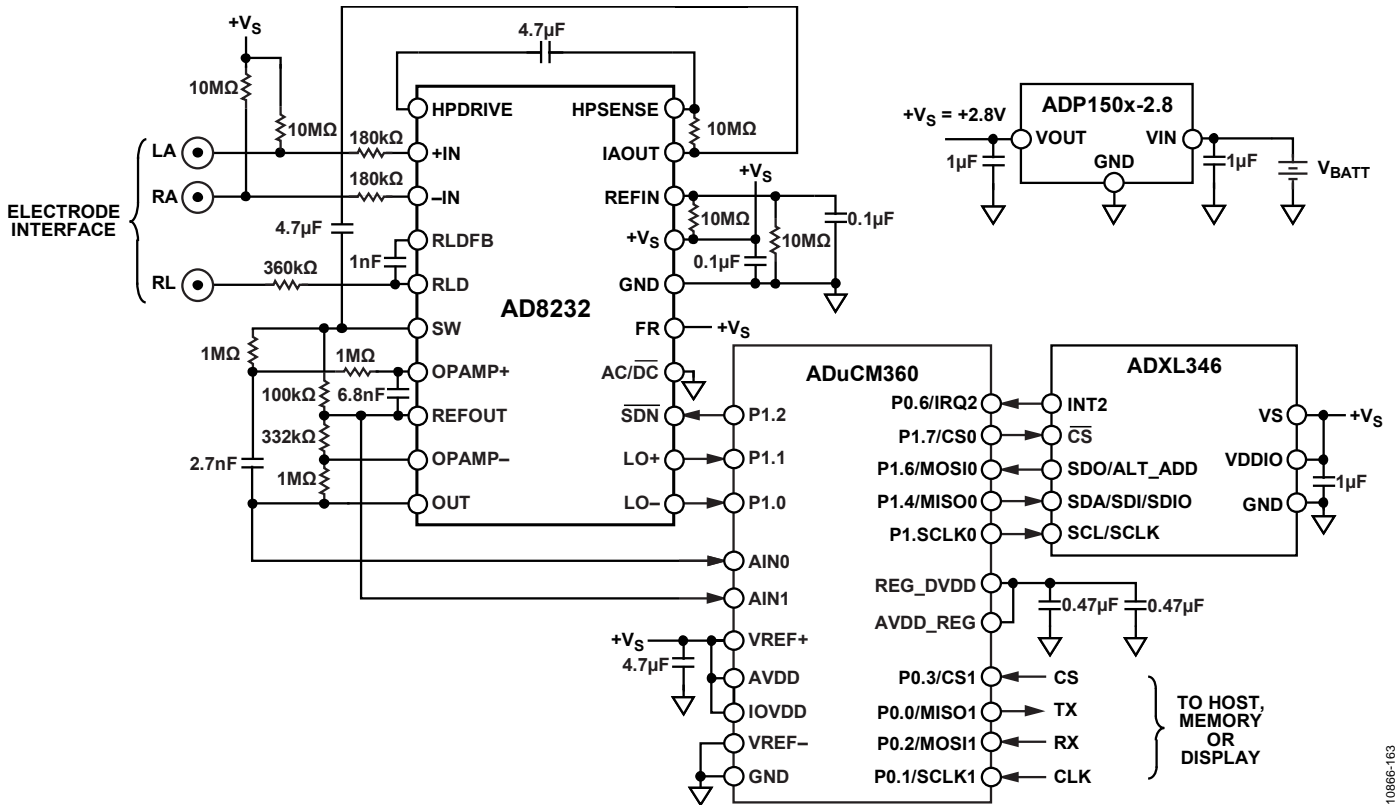 +VS
4.7µF
10MΩ
10MΩ
HPDRIVE
HPSENSE
10MΩ
LA
180kΩ
+IN
IAOUT
RA
180kΩ
–IN
REFIN
+VS
ELECTRODE
INTERFACE
4.7µF
10MΩ
0.1µF
RLDFB
+VS
10MΩ
1nF
0.1µF
RL
360kΩ
RLD
GND
AD8232
SW
FR
+VS
1MΩ
1MΩ
OPAMP+
AC/DC
100kΩ
6.8nF
REFOUT
SDN
332kΩ
2.7nF
OPAMP–
LO+
1MΩ
OUT
LO–
ADP150x-2.8
+VS = +2.8V
VOUT
VIN
GND
1µF
1µF
VBATT
ADuCM360
P1.2
P1.1
P1.0
AIN0
AIN1
+VS
VREF+
4.7µF
AVDD
IOVDD
VREF–
GND
P0.6/IRQ2
P1.7/CS0
P1.6/MOSI0
P1.4/MISO0
P1.SCLK0
REG_DVDD
AVDD_REG
0.47µF
0.47µF
P0.3/CS1
CS
P0.0/MISO1
TX
P0.2/MOSI1
RX
P0.1/SCLK1
CLK
TO HOST,
MEMORY
OR
DISPLAY
ADXL346
INT2
CS
SDO/ALT_ADD
SDA/SDI/SDIO
SCL/SCLK
VS
+VS
VDDIO
1µF
GND
10866-163